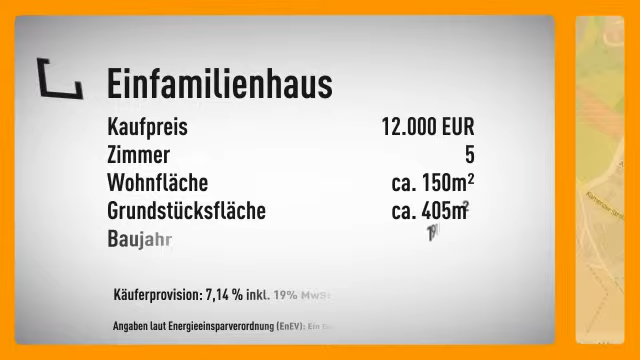 Einfamilienhaus
Kaufpreis 12.000 EUR
Zimmer 5
Wohnfläche ca. 150m²
Grundstücksfläche ca. 405m²
Baujahr
Käuferprovision: 7,14 % inkl. 19% MwSt
Angaben laut Energieeinsparverordnung (EnEV): Ein